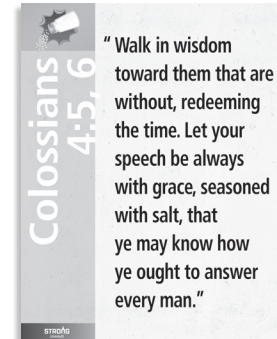 Colossians
4:5, 6
“ Walk in wisdom
toward them that are
without, redeeming
the time. Let your
speech be always
with grace, seasoned
with salt, that
ye may know how
ye ought to answer
every man.”
STRONG